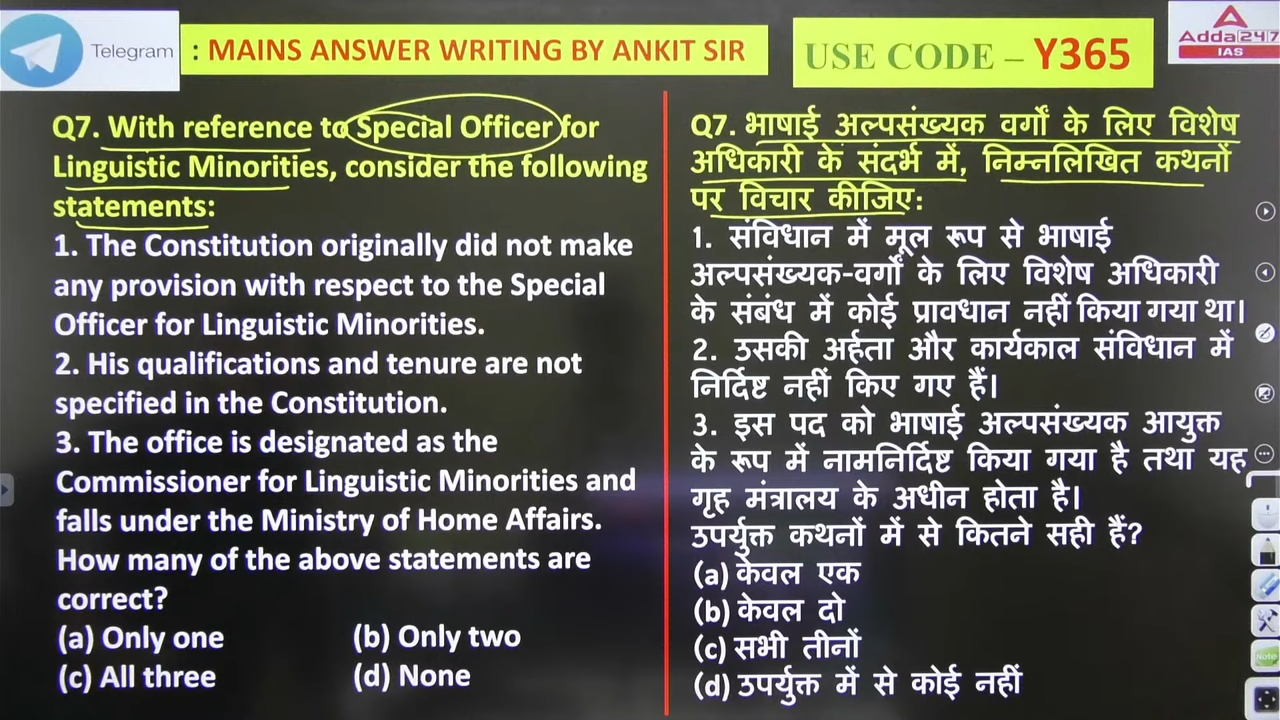 Telegram : MAINS ANSWER WRITING BY ANKIT SIR
USE CODE – Y365
Adda247
IAS
Q7. With reference to Special Officer for
Linguistic Minorities, consider the following
statements:
1. The Constitution originally did not make
any provision with respect to the Special
Officer for Linguistic Minorities.
2. His qualifications and tenure are not
specified in the Constitution.
3. The office is designated as the
Commissioner for Linguistic Minorities and
falls under the Ministry of Home Affairs.
How many of the above statements are
correct?
(a) Only one (b) Only two
(c) All three (d) None
Q7. भाषाई अल्पसंख्यक वर्गों के लिए विशेष
अधिकारी के संदर्भ में, निम्नलिखित कथनों
पर विचार कीजिए:
1. संविधान में मूल रूप से भाषाई
अल्पसंख्यक-वर्गों के लिए विशेष अधिकारी
के संबंध में कोई प्रावधान नहीं किया गया था।
2. उसकी अर्हता और कार्यकाल संविधान में
निर्दिष्ट नहीं किए गए हैं।
3. इस पद को भाषाई अल्पसंख्यक आयुक्त
के रूप में नामनिर्दिष्ट किया गया है तथा यह
गृह मंत्रालय के अधीन होता है।
उपर्युक्त कथनों में से कितने सही हैं?
(a) केवल एक
(b) केवल दो
(c) सभी तीनों
(d) उपर्युक्त में से कोई नहीं
Note